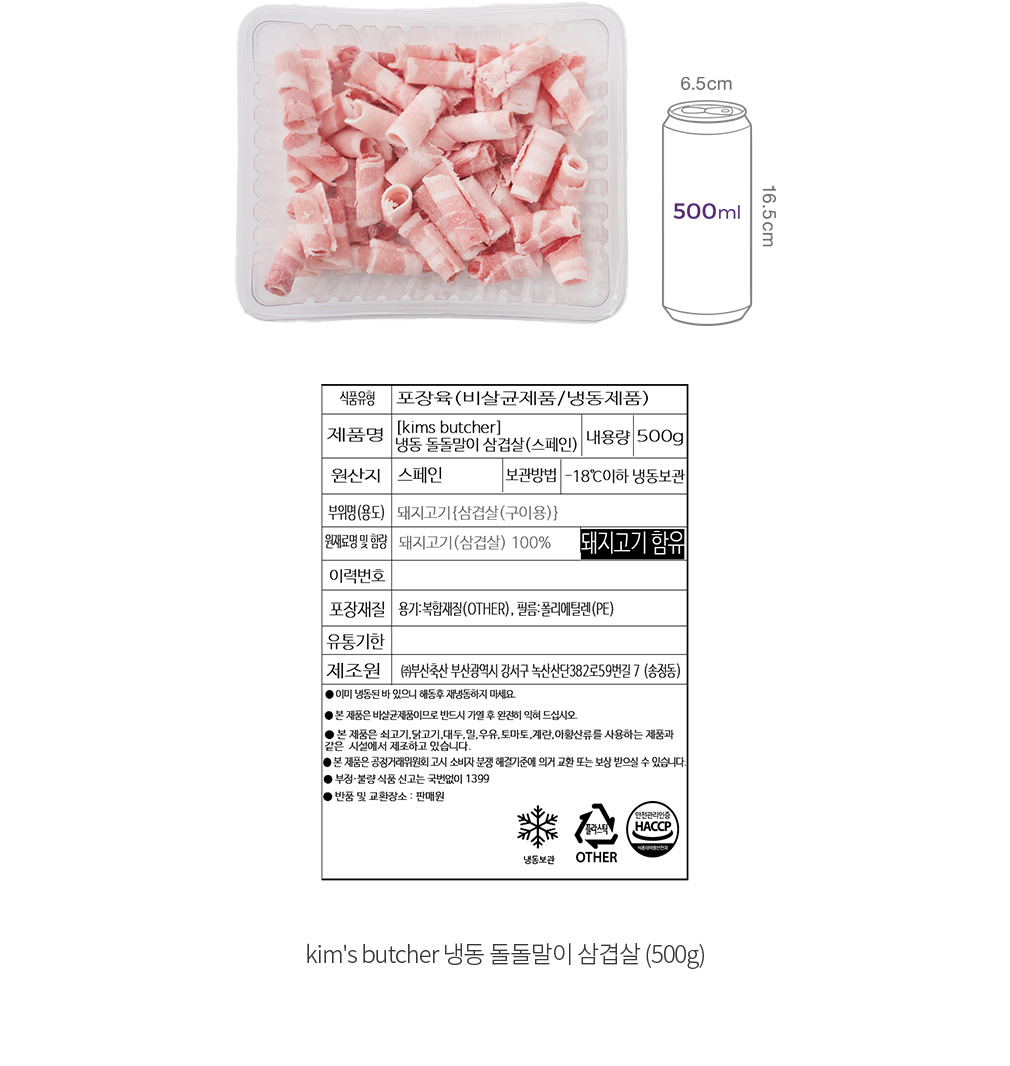 6.5cm
500ml
16.5cm
식품유형 포장육(비살균제품/냉동제품)
제품명 [kims butcher]
냉동 돌돌말이 삼겹살(스페인) 내용량 500g
원산지 스페인 보관방법 -18℃이하 냉동보관
부위명(용도) 돼지고기{삼겹살(구이용)}
원재료명 및 함량 돼지고기(삼겹살) 100% 돼지고기 함유
이력번호
포장재질 용기:복합재질(OTHER), 필름:폴리에틸렌(PE)
유통기한
제조원 ㈜부산축산 부산광역시 강서구 녹산산단382로59번길 7 (송정동)
● 이미 냉동된 바 있으니 해동후 재냉동하지 마세요.
● 본 제품은 비살균제품이므로 반드시 가열 후 완전히 익혀 드십시오.
● 본 제품은 쇠고기,닭고기,대두,밀,우유,토마토,계란,아황산류를 사용하는 제품과
같은 시설에서 제조하고 있습니다.
● 본 제품은 공정거래위원회 고시 소비자 분쟁 해결기준에 의거 교환 또는 보상 받으실 수 있습니다.
● 부정·불량 식품 신고는 국번없이 1399
● 반품 및 교환장소 : 판매원
냉동보관
플라스틱
OTHER
안전관리인증
HACCP
식품의약품안전처
kim's butcher 냉동 돌돌말이 삼겹살 (500g)